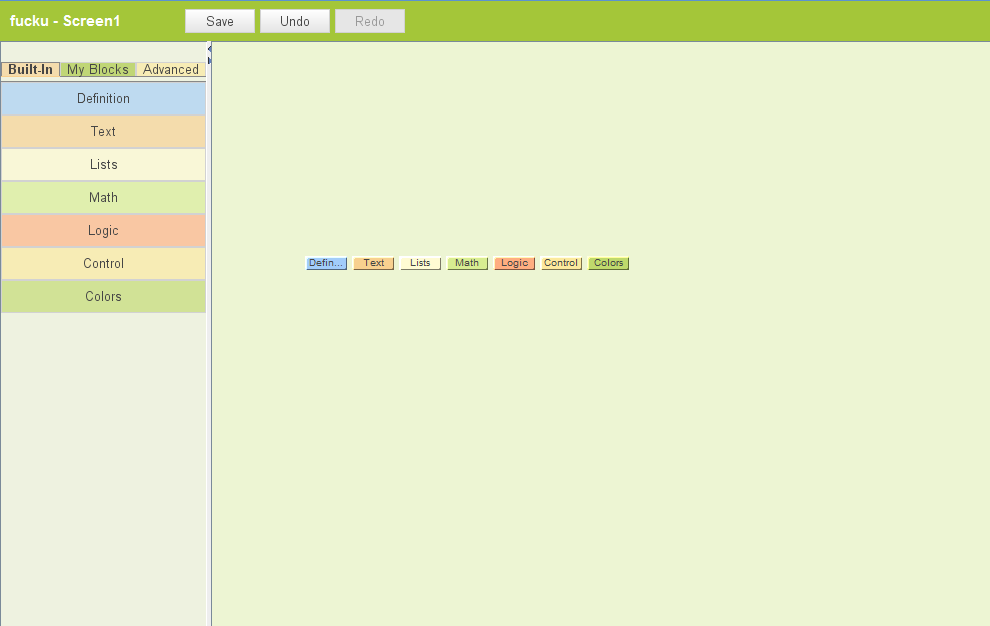 fucku - Screen1 Save Undo Redo
Built-In My Blocks Advanced
Definition
Text
Lists
Math
Logic
Control
Colors
Defin... Text Lists Math Logic Control Colors